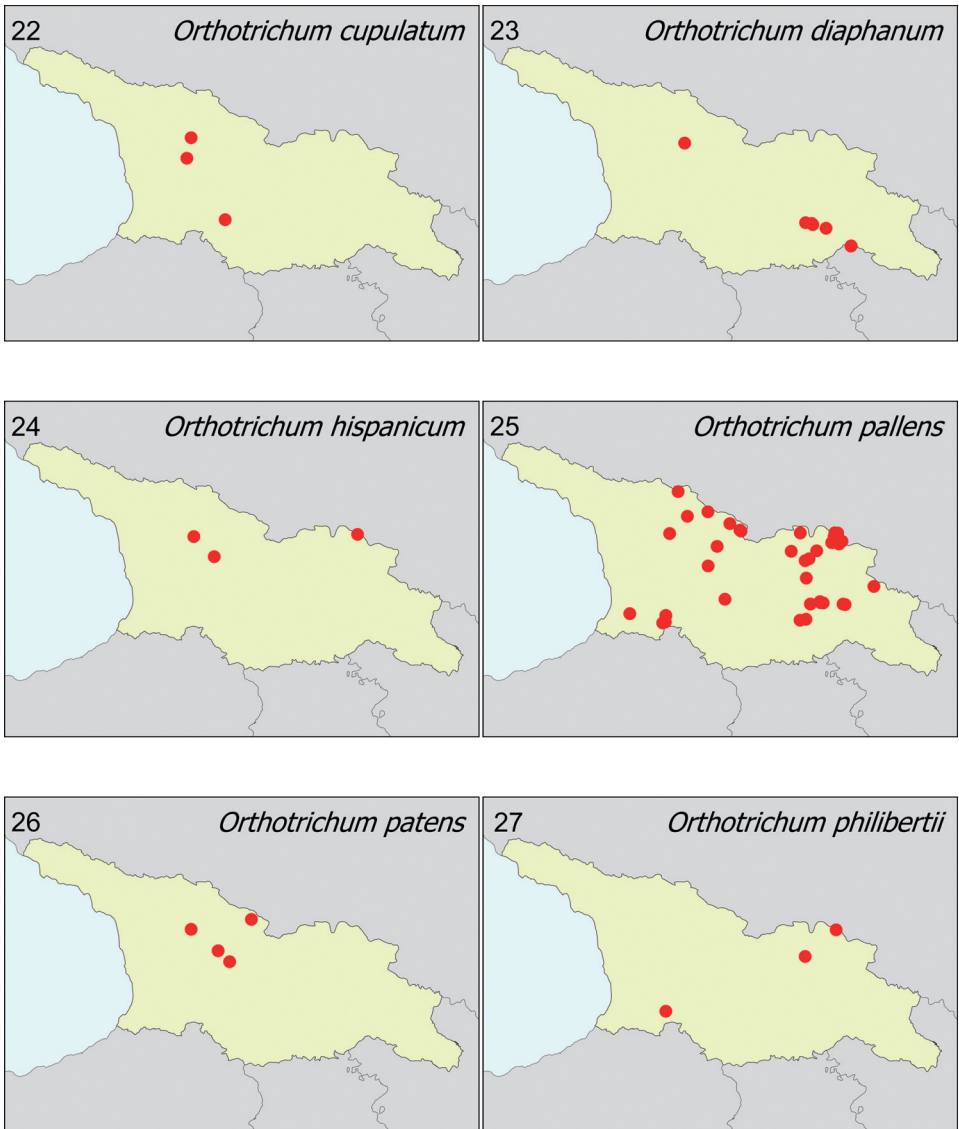 22 Orthotrichum cupulatum
23 Orthotrichum diaphanum
24 Orthotrichum hispanicum
25 Orthotrichum pallens
26 Orthotrichum patens
27 Orthotrichum philibertii